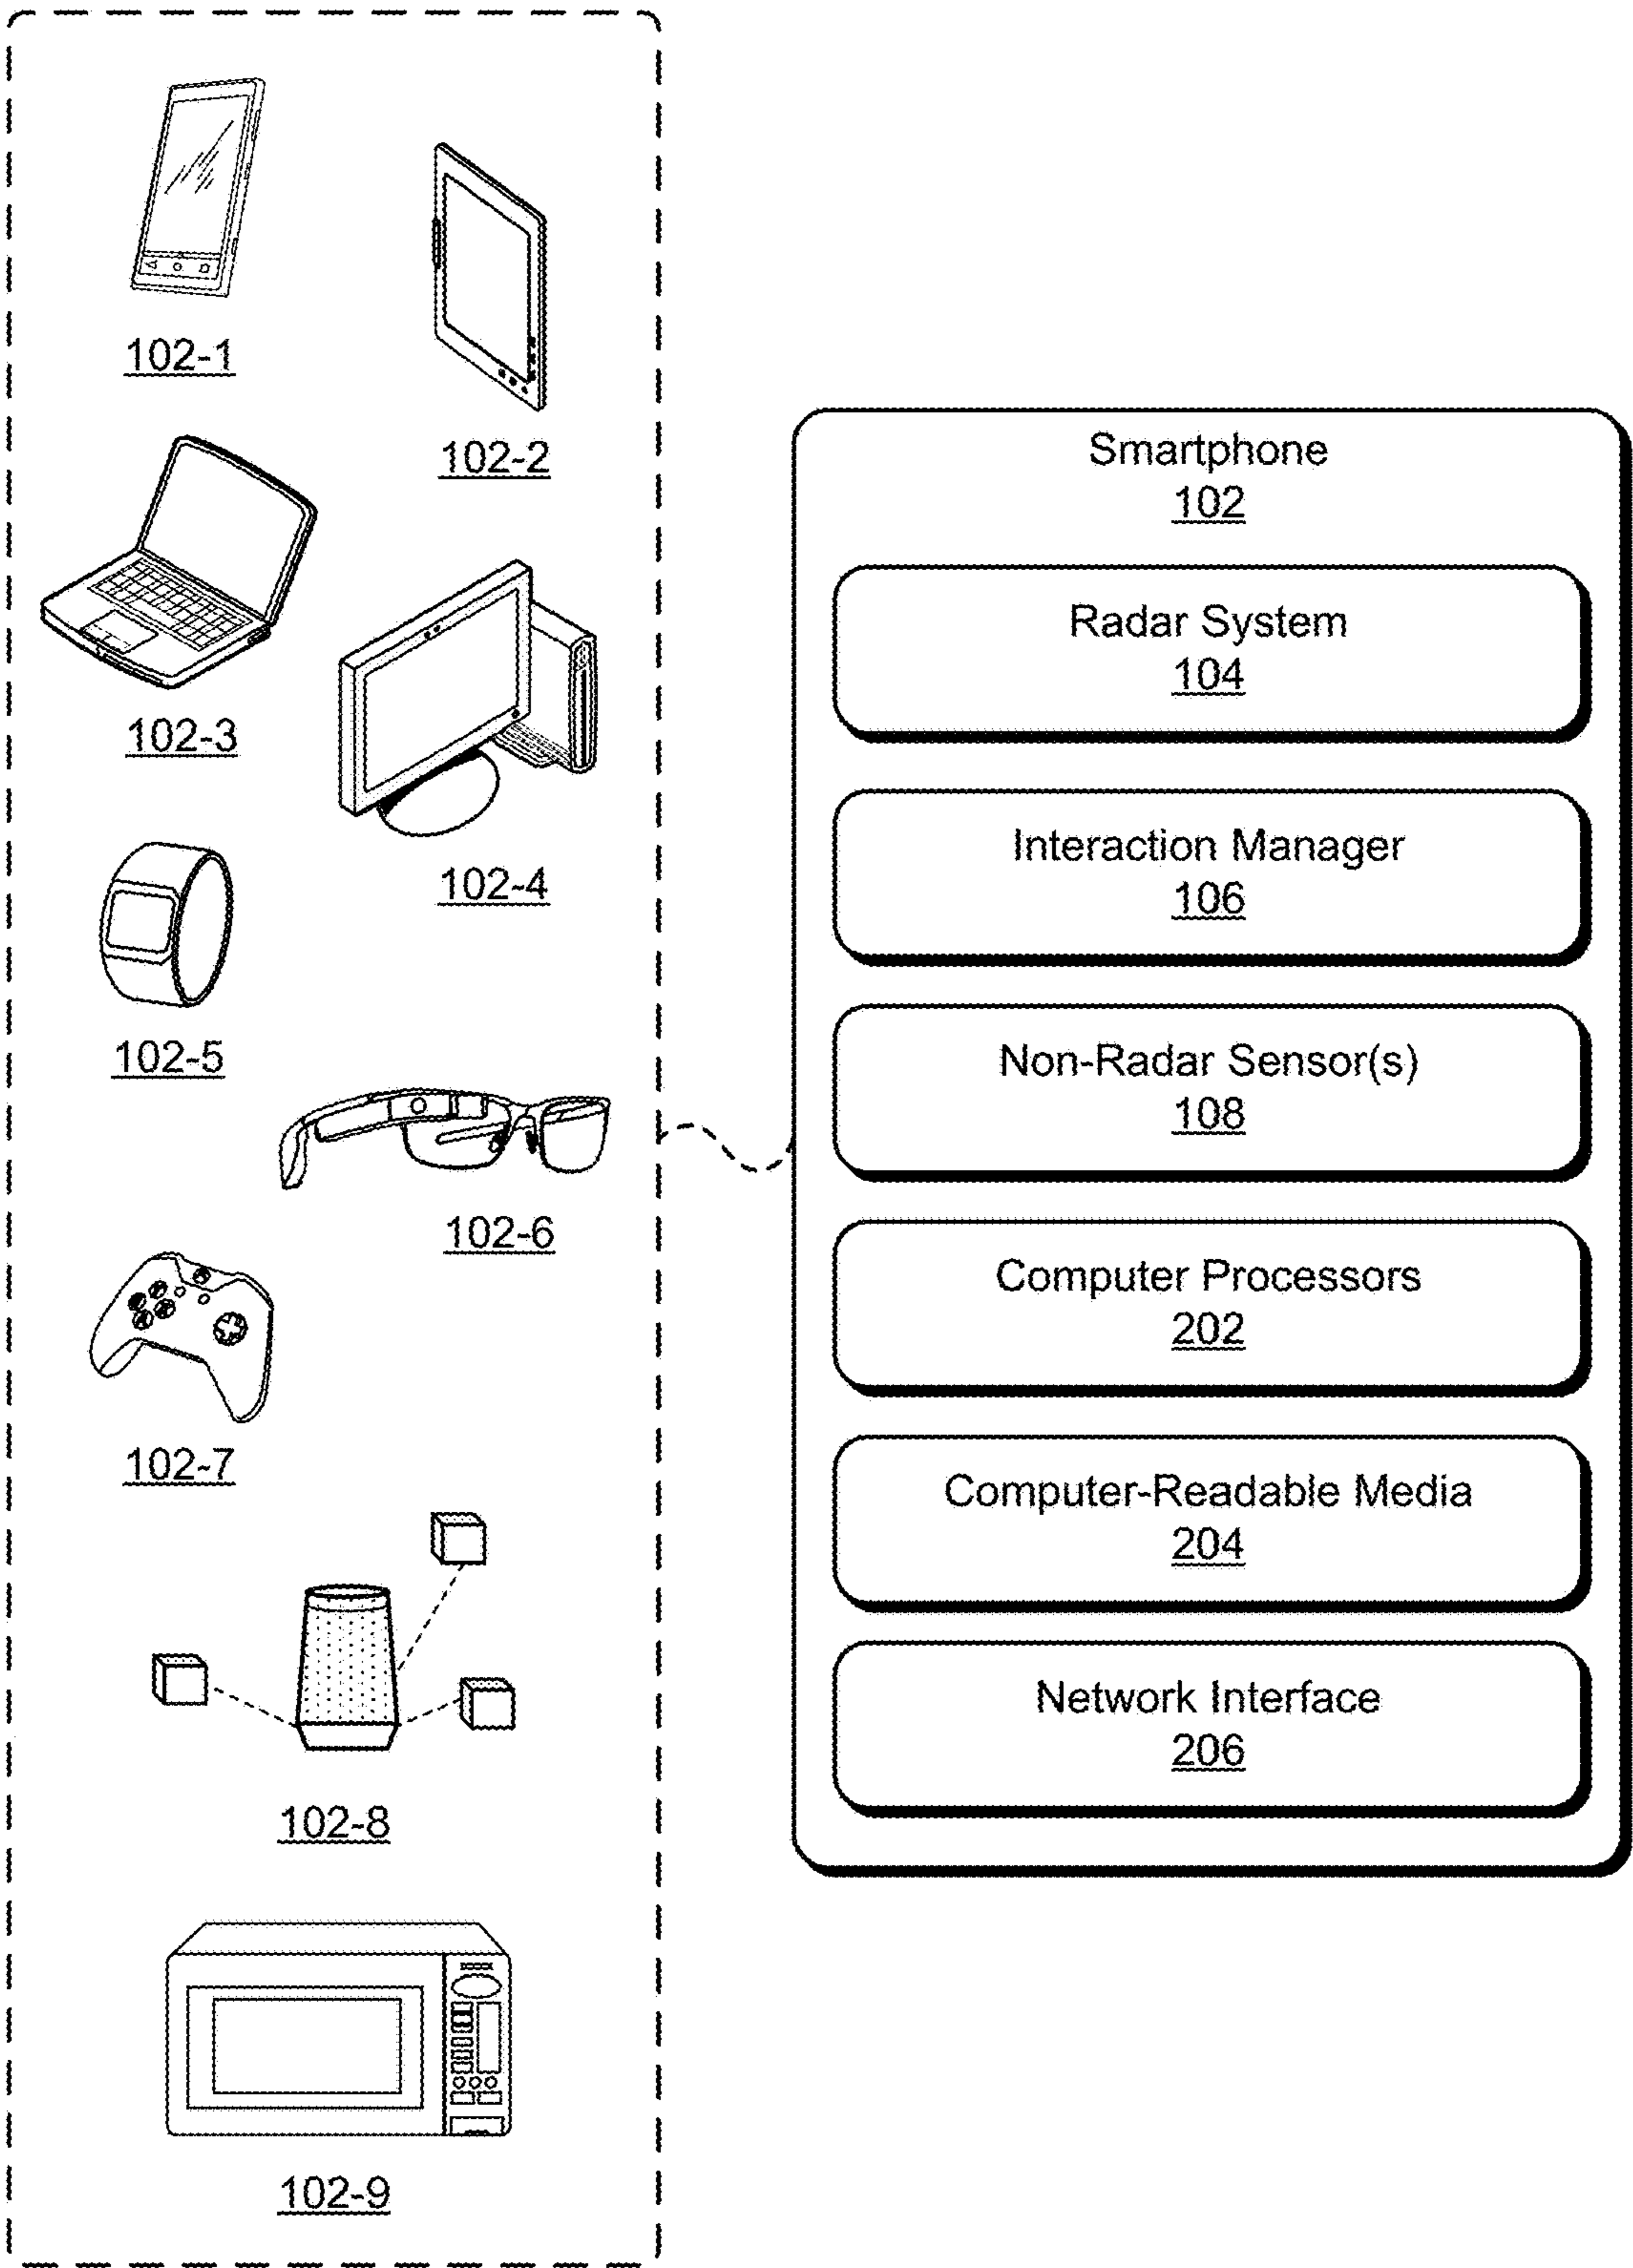 102-1
102-2
102-3
102-4
102-5
102-6
102-7
102-8
102-9
Smartphone
102
Radar System
104
Interaction Manager
106
Non-Radar Sensor(s)
108
Computer Processors
202
Computer-Readable Media
204
Network Interface
206